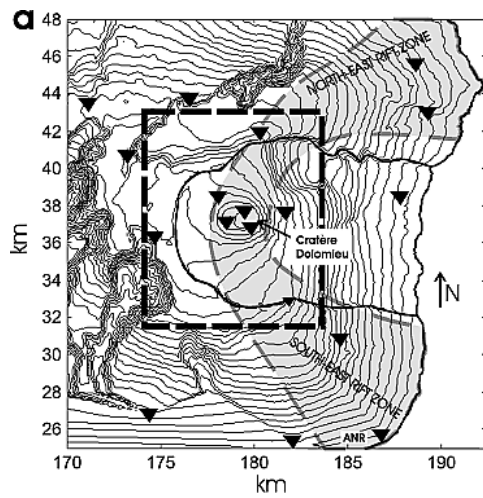 a
48
46
44
42
40
38
36
34
32
30
28
26
km
170
175
180
185
190
km
NORTH-EAST RIFT ZONE
Cratère
Dolomieu
N
SOUTH-EAST RIFT ZONE
ANR